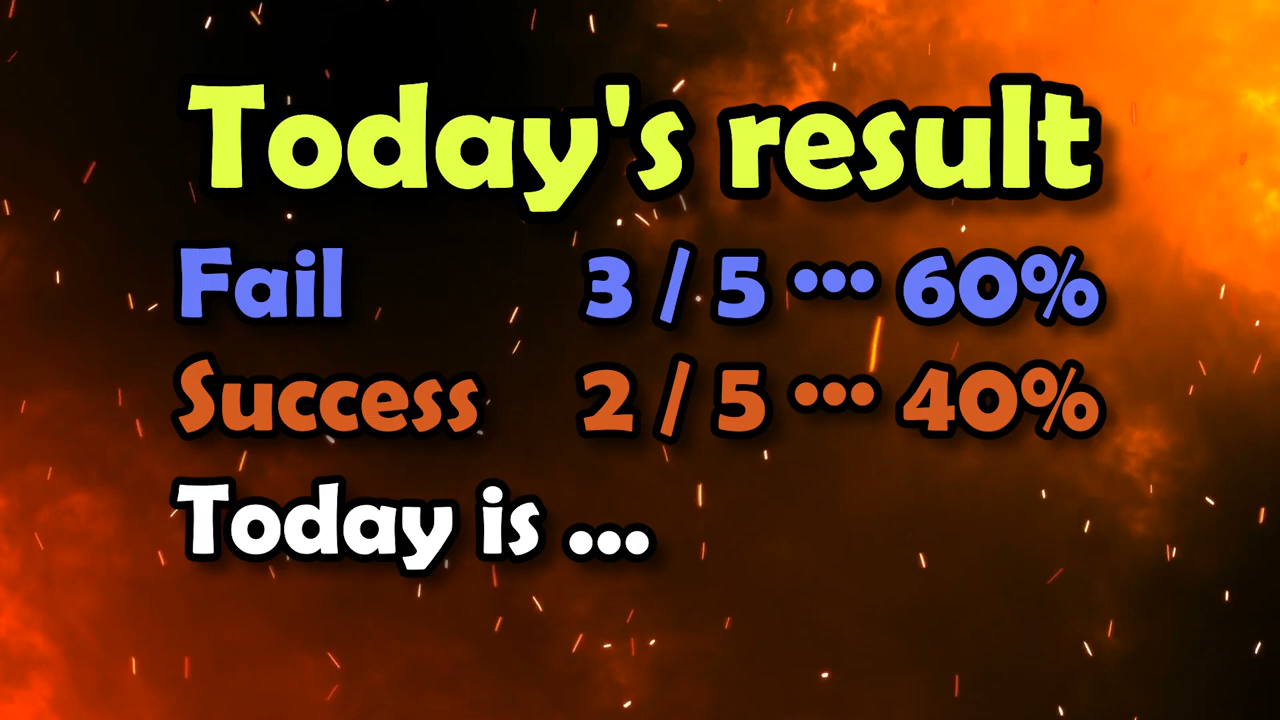 Today's result
Fail 3 / 5 ••• 60%
Success 2 / 5 ••• 40%
Today is ...